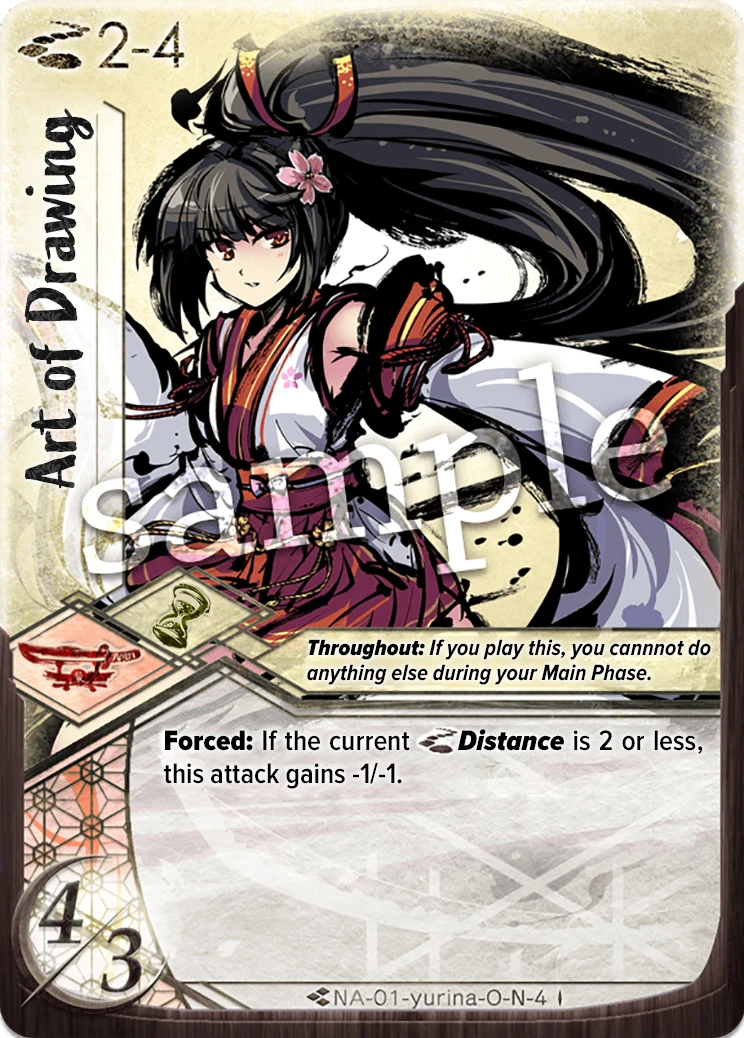 2-4
Art of Drawing
sample
Throughout: If you play this, you cannnot do
anything else during your Main Phase.
Forced: If the current Distance is 2 or less,
this attack gains -1/-1.
4/3
NA-01-yurina-O-N-4